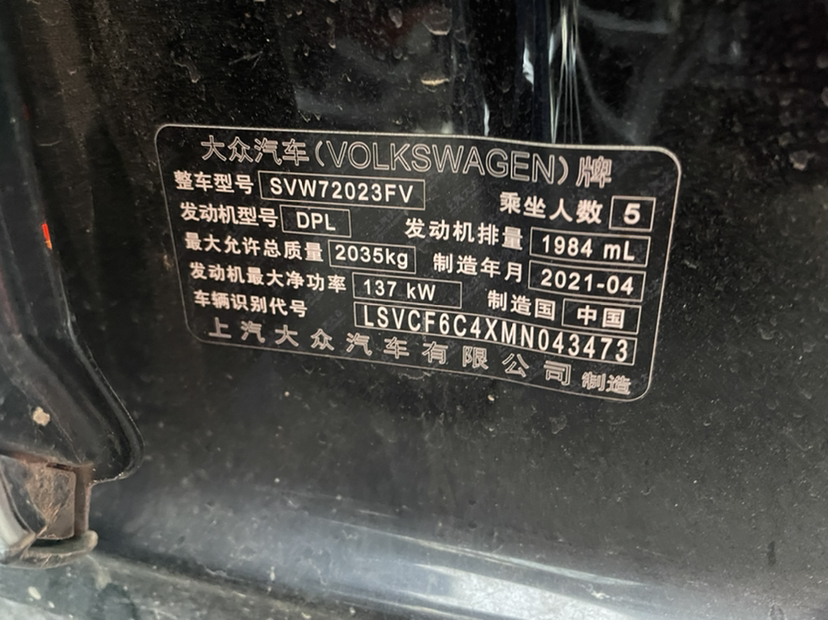 大众汽车(VOLKSWAGEN)牌
整车型号 SVW72023FV 乘坐人数 5
发动机型号 DPL 发动机排量 1984 mL
最大允许总质量 2035kg 制造年月 2021-04
发动机最大净功率 137 kW 制造国 中国
车辆识别代号 LSVCF6C4XMN043473
上汽大众汽车有限公司 制造